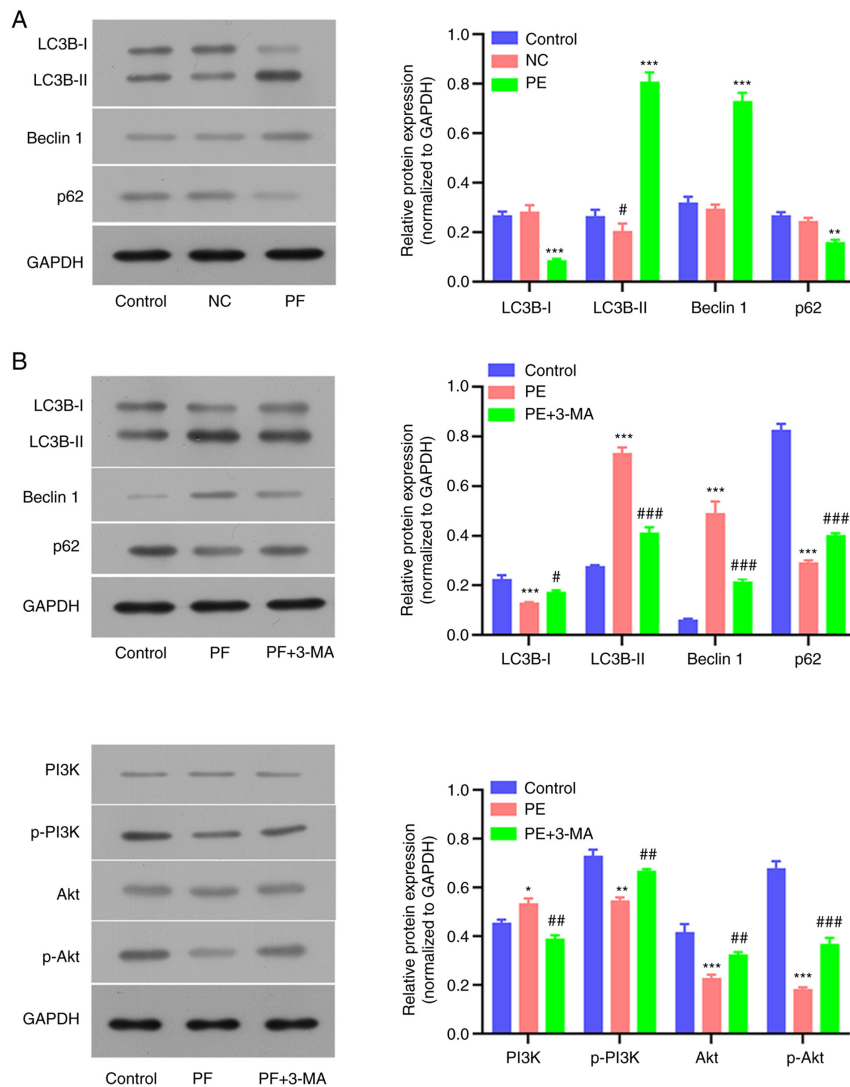 A
LC3B-I
LC3B-II
Beclin 1
p62
GAPDH
Control NC PF
Relative protein expression
(normalized to GAPDH)
1.0
0.8
0.6
0.4
0.2
0.0
Control
NC
PE
***
#
***
***
**
LC3B-I LC3B-II Beclin 1 p62
B
LC3B-I
LC3B-II
Beclin 1
p62
GAPDH
Control PF PF+3-MA
Relative protein expression
(normalized to GAPDH)
1.0
0.8
0.6
0.4
0.2
0.0
Control
PE
PE+3-MA
***
#
***
###
***
###
***
###
LC3B-I LC3B-II Beclin 1 p62
PI3K
p-PI3K
Akt
p-Akt
GAPDH
Control PF PF+3-MA
Relative protein expression
(normalized to GAPDH)
1.0
0.8
0.6
0.4
0.2
0.0
Control
PE
PE+3-MA
*
##
**
##
***
##
***
###
PI3K p-PI3K Akt p-Akt